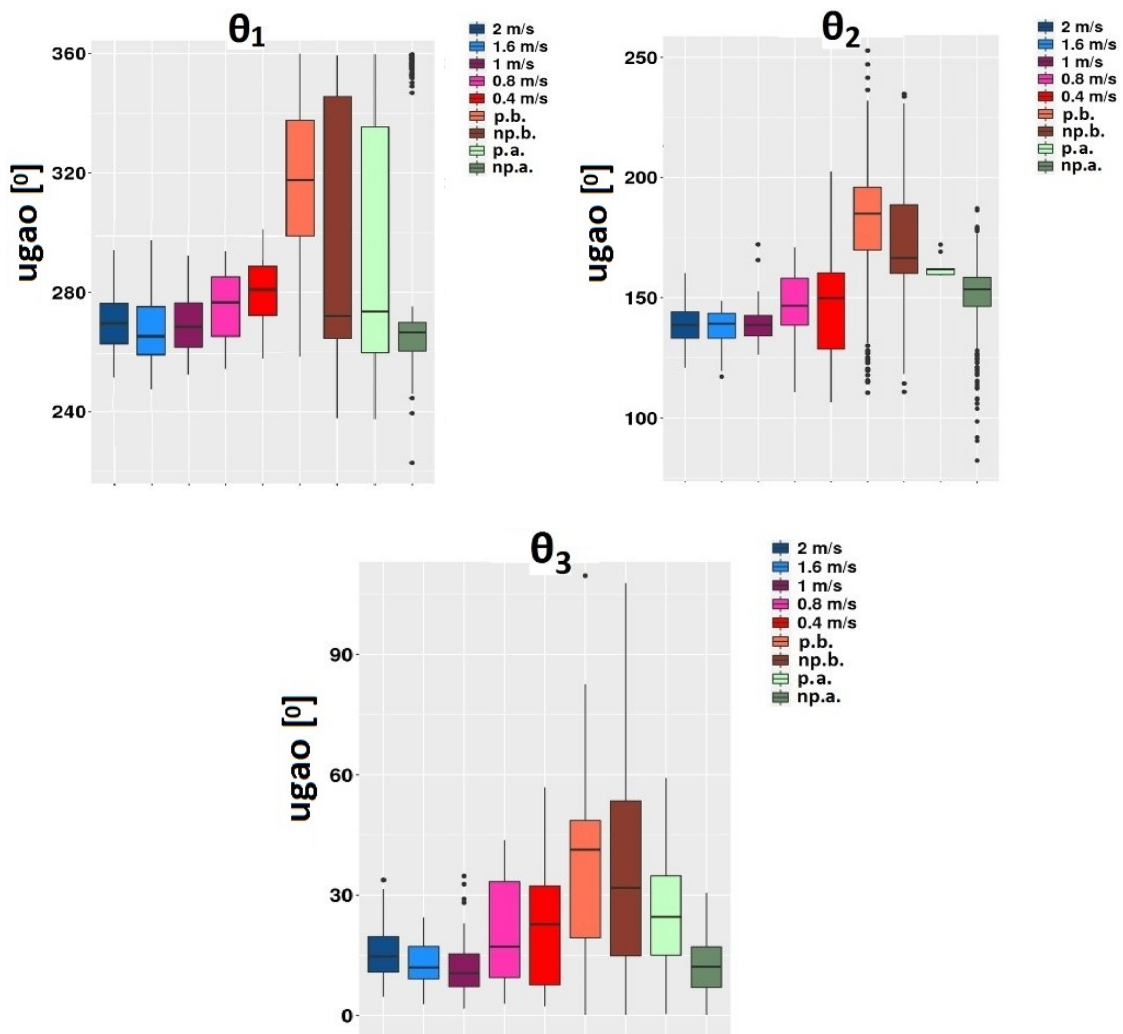 θ1
ugao [0]
360
320
280
240
2 m/s
1.6 m/s
1 m/s
0.8 m/s
0.4 m/s
p.b.
np.b.
p.a.
np.a.
θ2
ugao [0]
250
200
150
100
2 m/s
1.6 m/s
1 m/s
0.8 m/s
0.4 m/s
p.b.
np.b.
p.a.
np.a.
θ3
ugao [0]
90
60
30
0
2 m/s
1.6 m/s
1 m/s
0.8 m/s
0.4 m/s
p.b.
np.b.
p.a.
np.a.